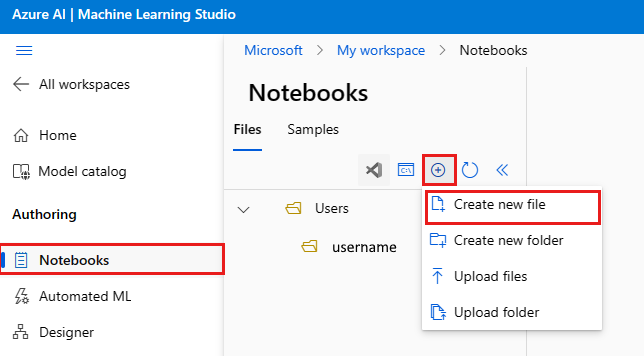 Azure AI | Machine Learning Studio
Microsoft > My workspace > Notebooks
All workspaces
Notebooks
Home
Files Samples
Model catalog
C:\
Authoring
Users
Create new file
username
Create new folder
Notebooks
Automated ML
Upload files
Designer
Upload folder